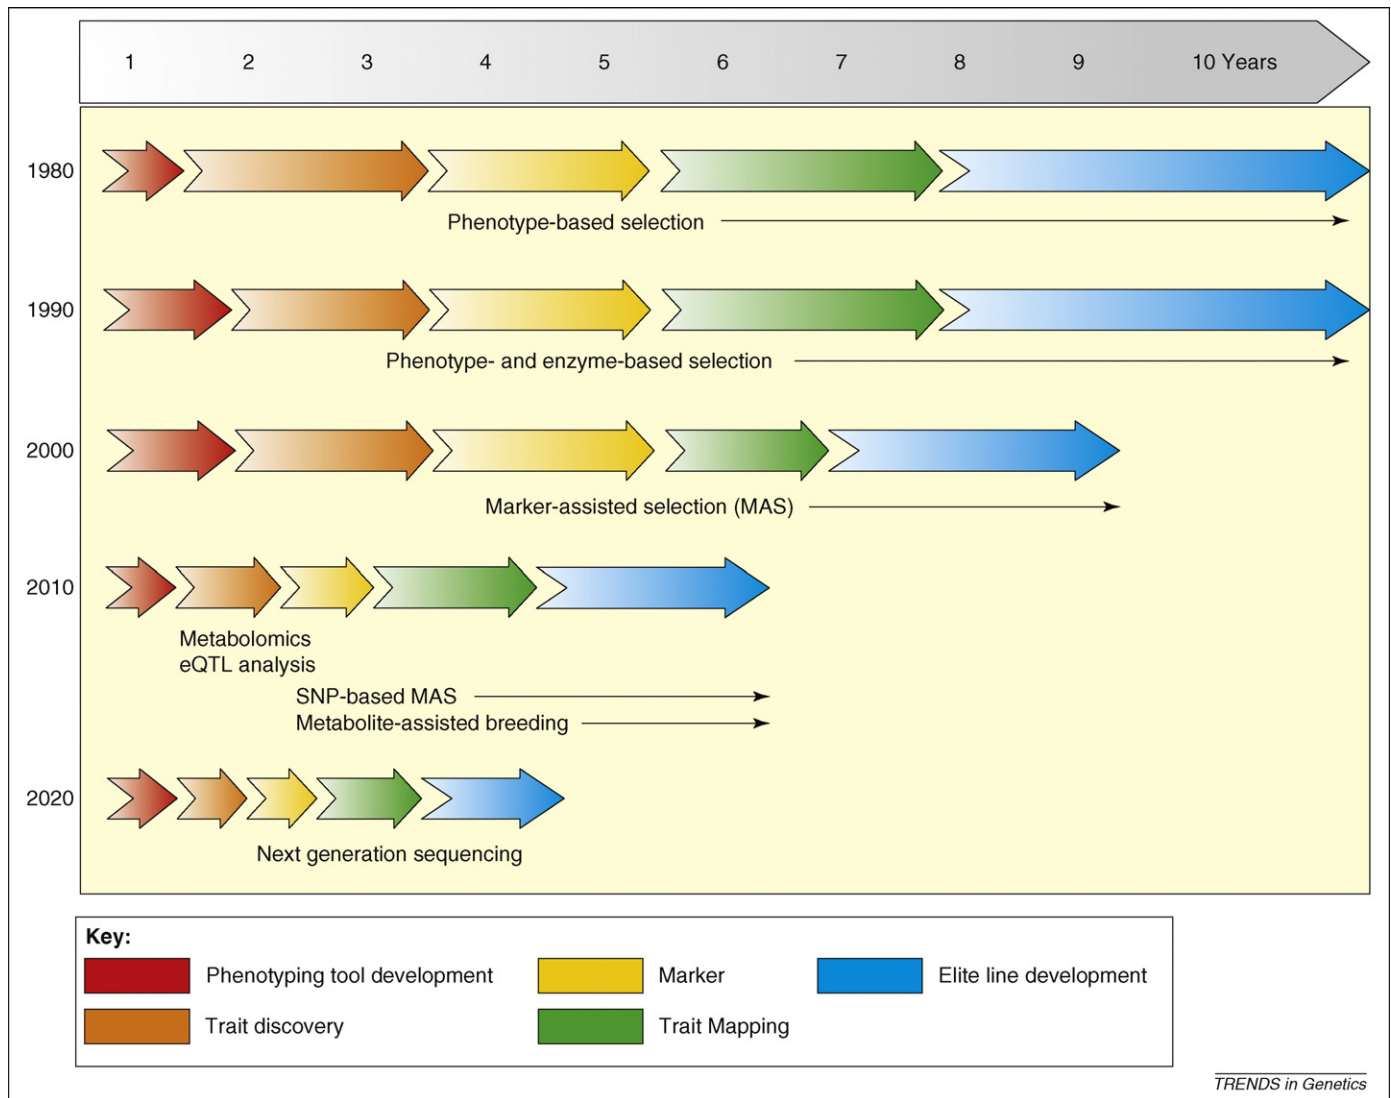 1 2 3 4 5 6 7 8 9 10 Years
1980
Phenotype-based selection
1990
Phenotype- and enzyme-based selection
2000
Marker-assisted selection (MAS)
2010
Metabolomics
eQTL analysis
SNP-based MAS
Metabolite-assisted breeding
2020
Next generation sequencing
Key:
Phenotyping tool development
Marker
Elite line development
Trait discovery
Trait Mapping
TRENDS in Genetics